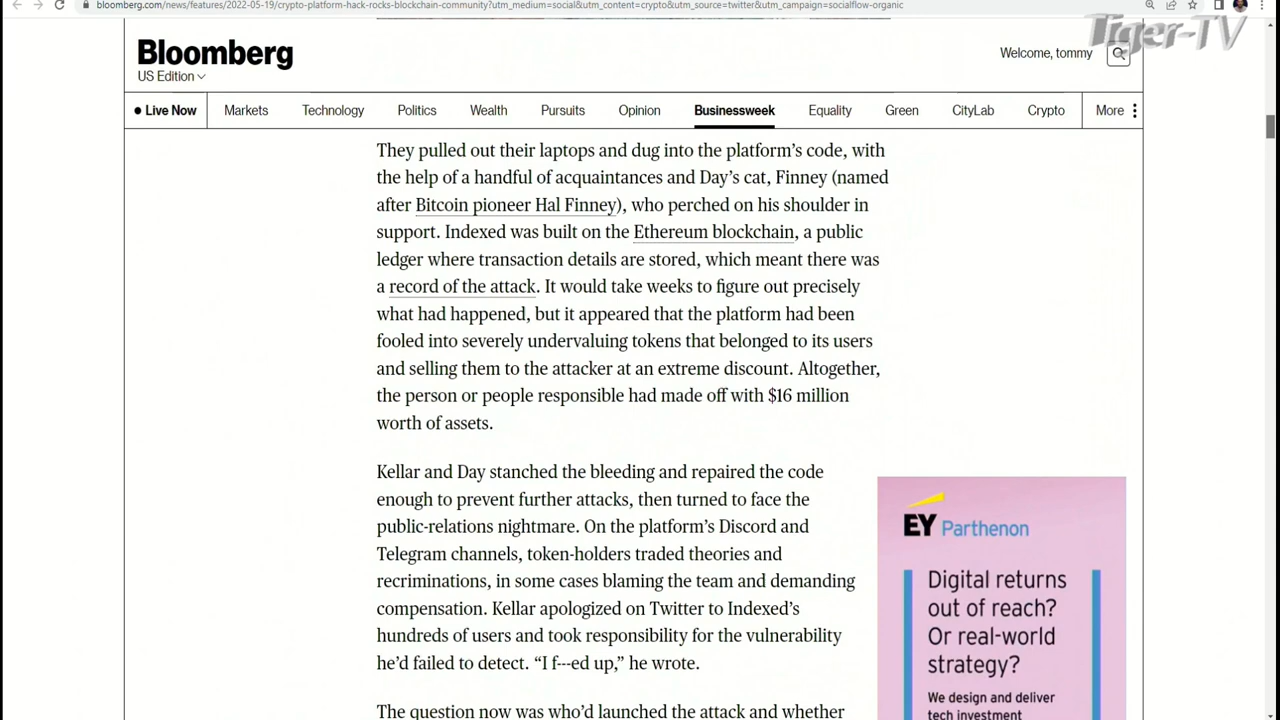 bloomberg.com/news/features/2022-05-19/crypto-platform-hack-rocks-blockchain-community?utm_medium=social&utm_content=crypto&utm_source=twitter&utm_campaign=socialflow-organic
Tiger-TV
Bloomberg
US Edition
Welcome, tommy
Live Now Markets Technology Politics Wealth Pursuits Opinion Businessweek Equality Green CityLab Crypto More
They pulled out their laptops and dug into the platform's code, with
the help of a handful of acquaintances and Day's cat, Finney (named
after Bitcoin pioneer Hal Finney), who perched on his shoulder in
support. Indexed was built on the Ethereum blockchain, a public
ledger where transaction details are stored, which meant there was
a record of the attack. It would take weeks to figure out precisely
what had happened, but it appeared that the platform had been
fooled into severely undervaluing tokens that belonged to its users
and selling them to the attacker at an extreme discount. Altogether,
the person or people responsible had made off with $16 million
worth of assets.
Kellar and Day stanched the bleeding and repaired the code
enough to prevent further attacks, then turned to face the
public-relations nightmare. On the platform's Discord and
Telegram channels, token-holders traded theories and
recriminations, in some cases blaming the team and demanding
compensation. Kellar apologized on Twitter to Indexed's
hundreds of users and took responsibility for the vulnerability
he'd failed to detect. “I f---ed up,” he wrote.
The question now was who'd launched the attack and whether
EY Parthenon
Digital returns
out of reach?
Or real-world
strategy?
We design and deliver
tech investment